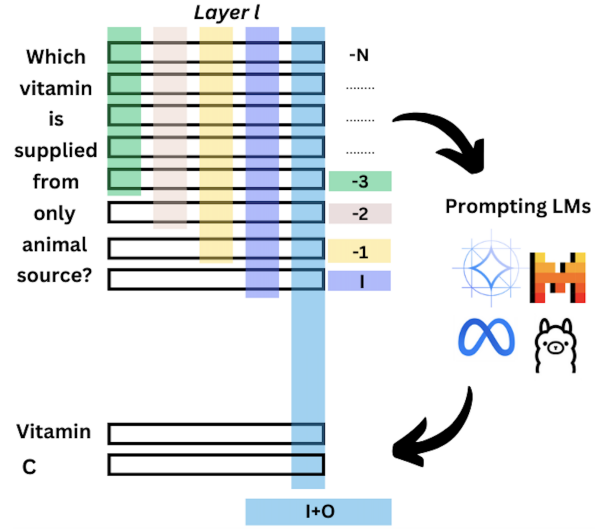 Layer l
Which -N
vitamin ........
is ........
supplied ........
from -3
only -2
animal -1
source? I
Prompting LMs
Vitamin
C
I+O